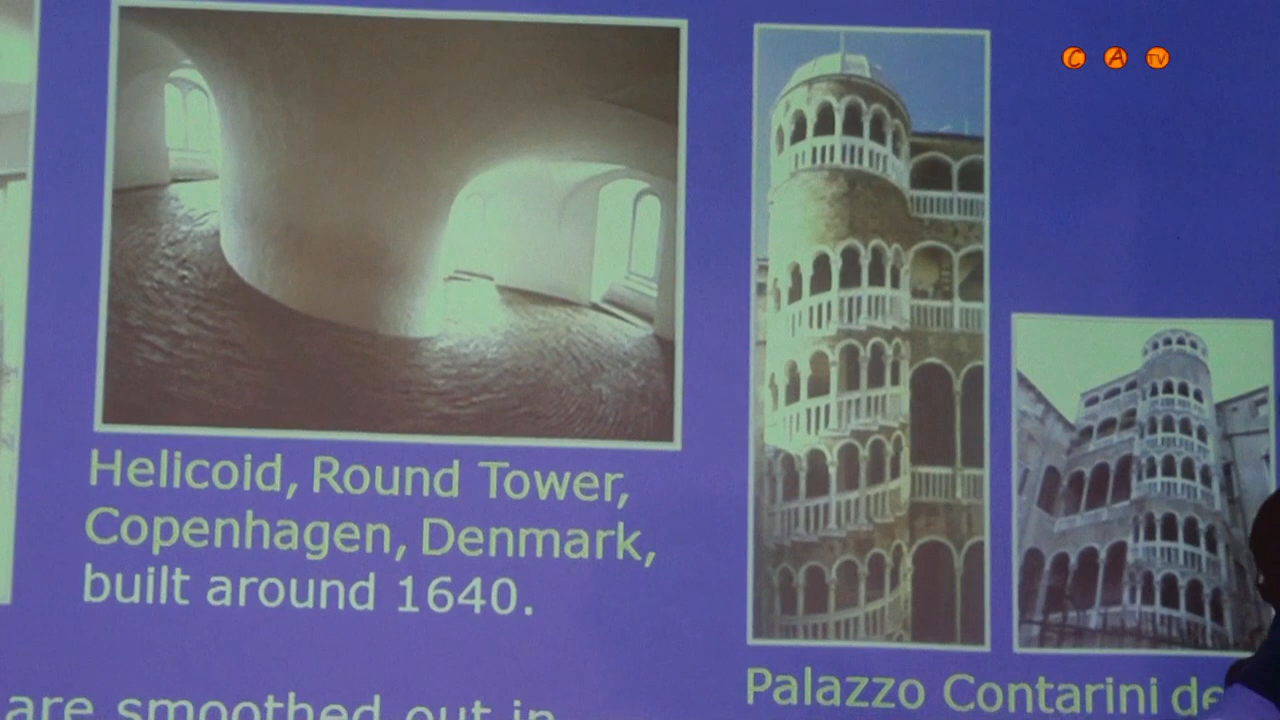 C A TV
Helicoid, Round Tower,
Copenhagen, Denmark,
built around 1640.
Palazzo Contarini de
are smoothed out in